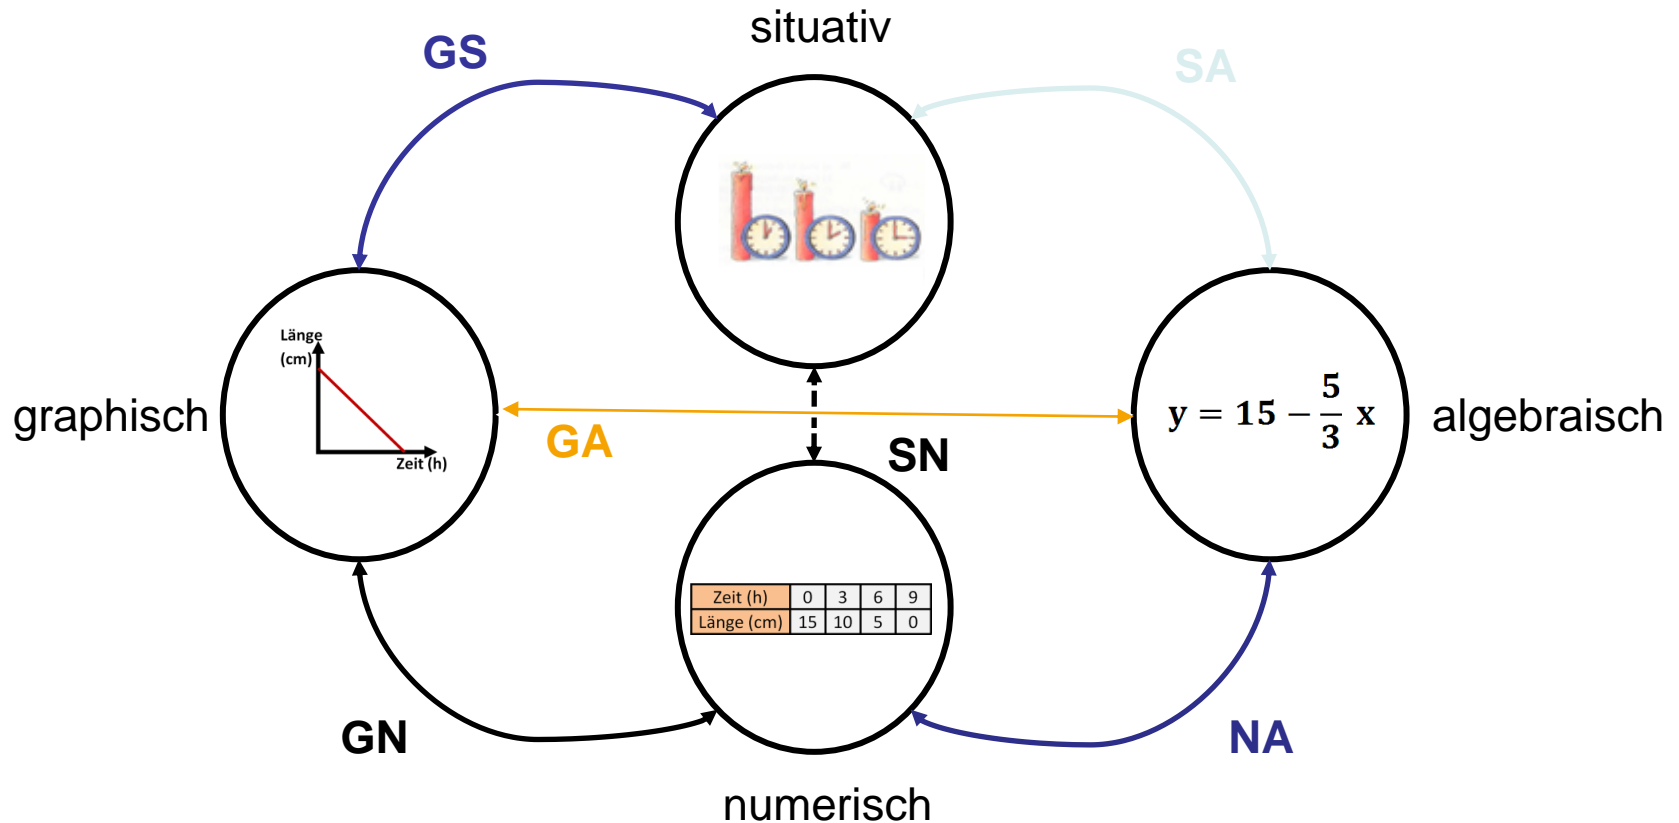 situativ
GS
SA
Länge
(cm)
Zeit (h)
graphisch
GA
SN
y = 15 − 5/3 x
algebraisch
Zeit (h) 0 3 6 9
Länge (cm) 15 10 5 0
GN
NA
numerisch